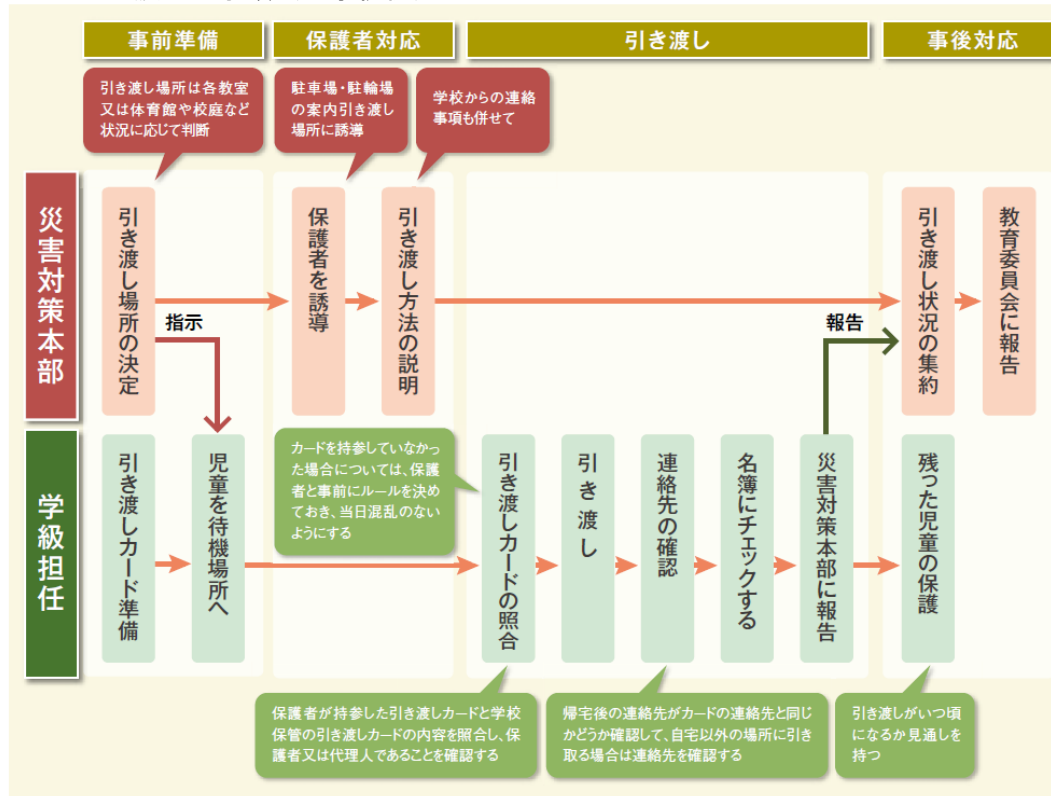 事前準備
保護者対応
引き渡し
事後対応
引き渡し場所は各教室
又は体育館や校庭など
状況に応じて判断
駐車場・駐輪場
の案内引き渡し
場所に誘導
学校からの連絡
事項も併せて
災害対策本部
引き渡し場所の決定
保護者を誘導
引き渡し方法の説明
引き渡し状況の集約
教育委員会に報告
指示
報告
学級担任
引き渡しカード準備
児童を待機場所へ
カードを持参していなかっ
た場合については、保護
者と事前にルールを決め
ておき、当日混乱のない
ようにする
引き渡しカードの照合
引き渡し
連絡先の確認
名簿にチェックする
災害対策本部に報告
残った児童の保護
保護者が持参した引き渡しカードと学校
保管の引き渡しカードの内容を照合し、保
護者又は代理人であることを確認する
帰宅後の連絡先がカードの連絡先と同じ
かどうか確認して、自宅以外の場所に引き
取る場合は連絡先を確認する
引き渡しがいつ頃
になるか見通しを
持つ